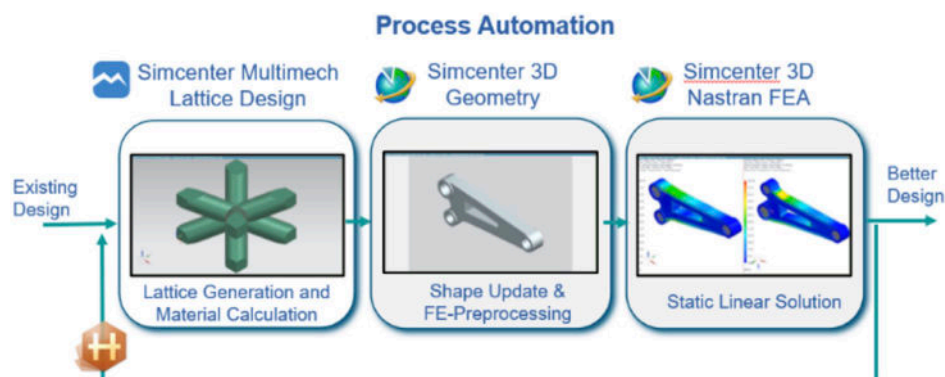 Process Automation
Simcenter Multimech
Lattice Design
Simcenter 3D
Geometry
Simcenter 3D
Nastran FEA
Existing
Design
Better
Design
Lattice Generation and
Material Calculation
Shape Update &
FE-Preprocessing
Static Linear Solution
H